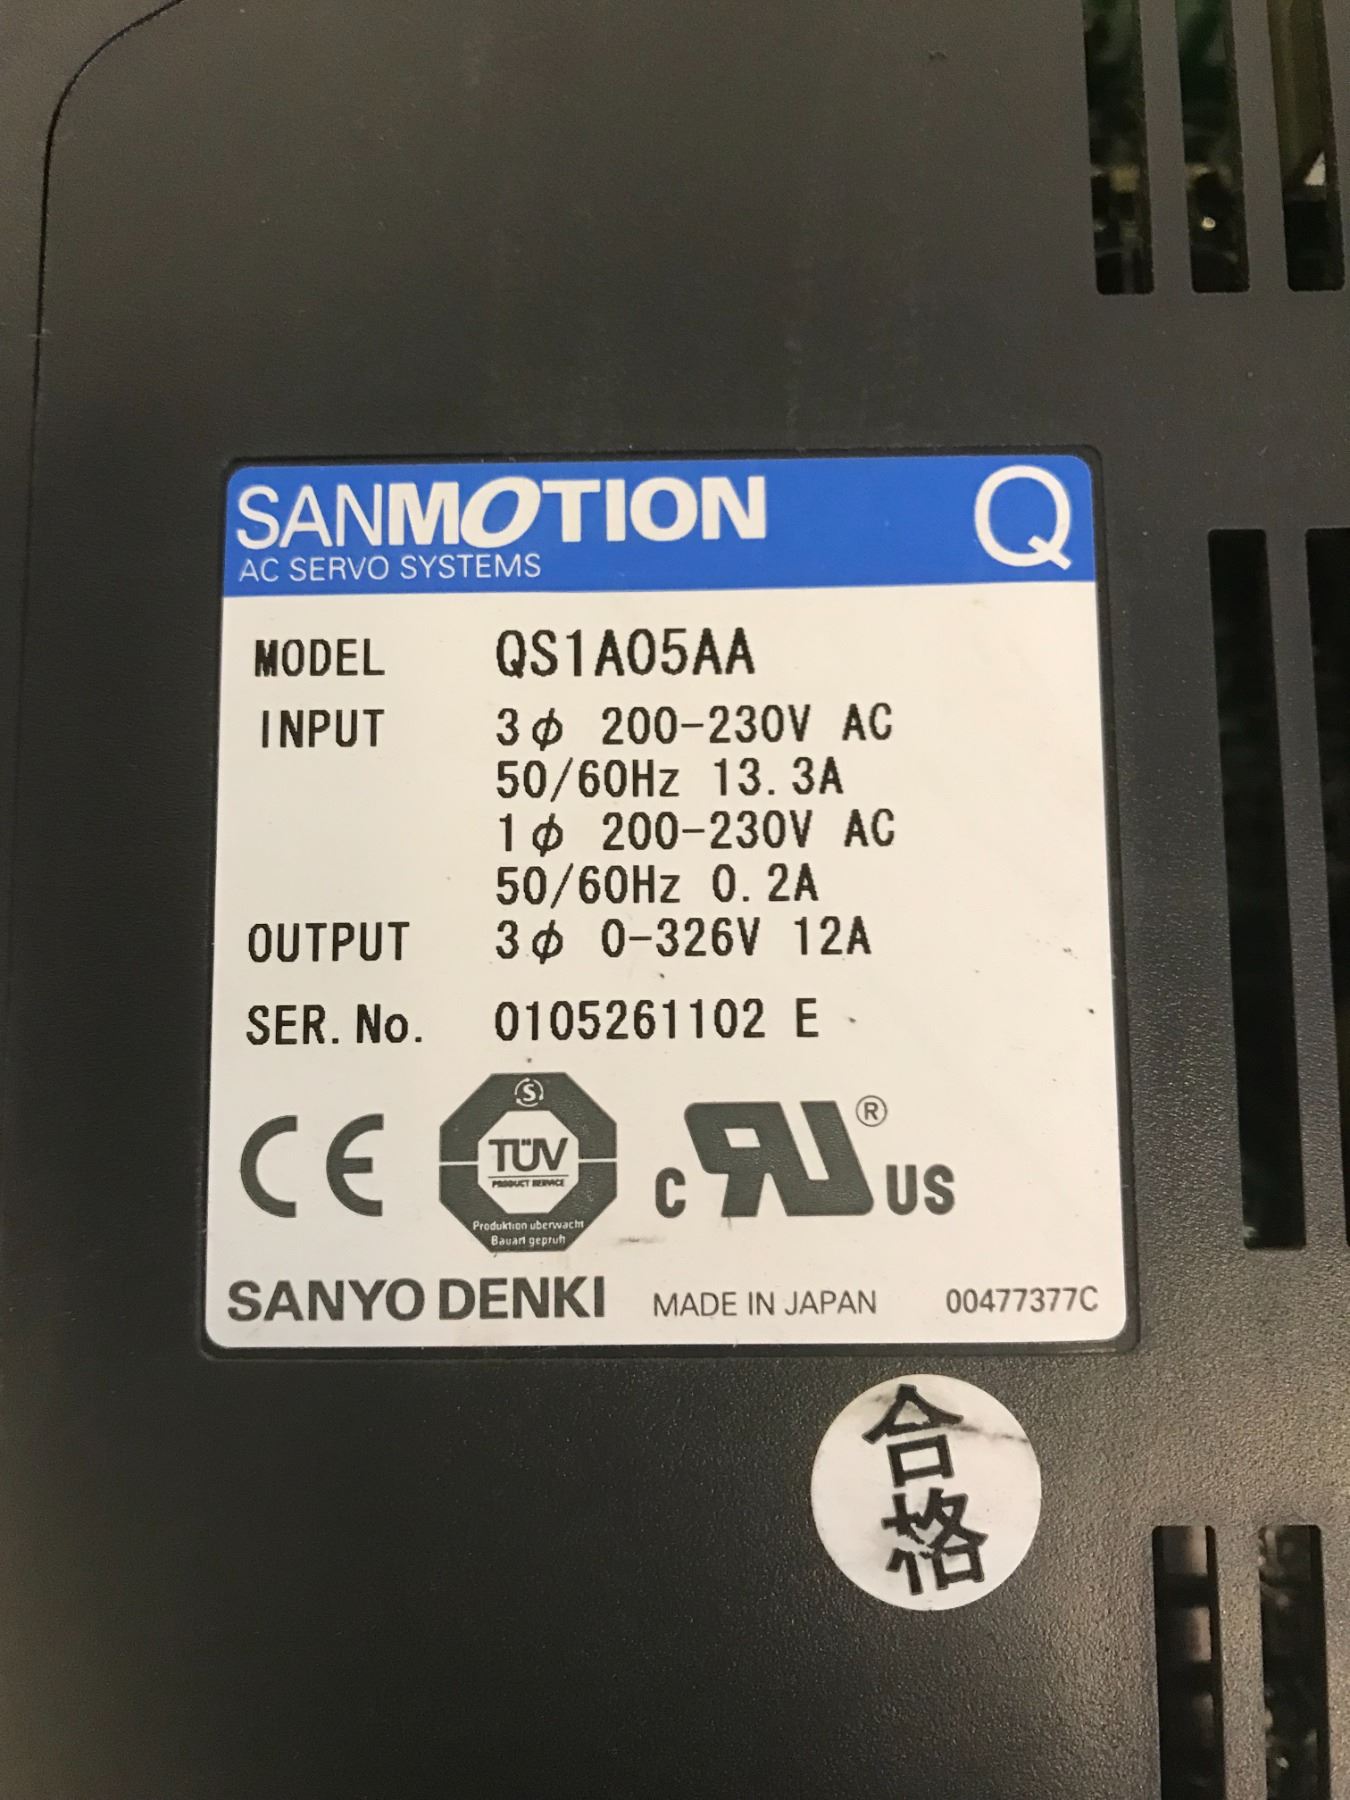 SANMOTION Q
AC SERVO SYSTEMS
MODEL QS1A05AA
INPUT 3φ 200-230V AC
50/60Hz 13.3A
1φ 200-230V AC
50/60Hz 0.2A
OUTPUT 3φ 0-326V 12A
SER.No. 0105261102 E
CE
S
TÜV
PRODUCT SERVICE
Produktion überwacht
Bauart geprüft
c RU ® US
SANYO DENKI MADE IN JAPAN 00477377C
合
格